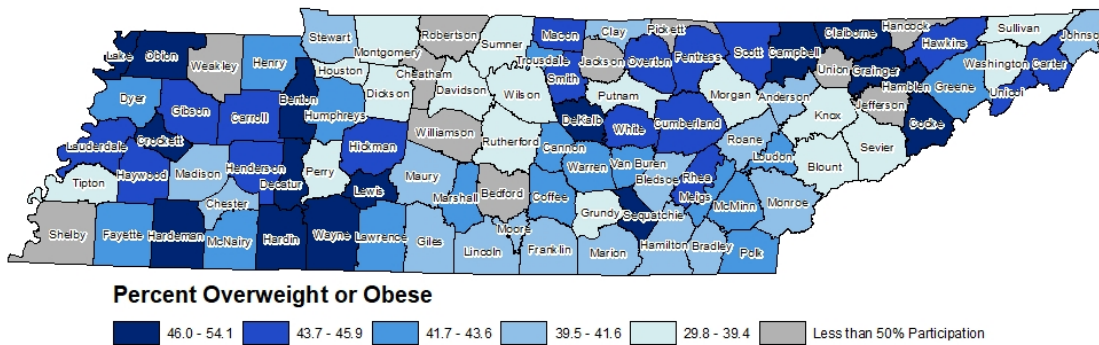 Stewart Montgomery Robertson Sumner Macon Clay Pickett Hancock Sullivan Johnson
Lake Obion Weakley Henry Houston Cheatham Trousdale Jackson Overton Fentress Scott Campbell Claiborne Union Grainger Hawkins Washington Carter
Dyer Gibson Carroll Benton Humphreys Dickson Davidson Wilson Smith Putnam Morgan Anderson Hamblen Greene Unicoi
Lauderdale Crockett Hickman Williamson Rutherford DeKalb White Cumberland Roane Knox Jefferson Cocke
Tipton Haywood Madison Henderson Decatur Perry Lewis Maury Cannon Warren Van Buren Bledsoe Rhea Loudon Blount Sevier
Chester Marshall Bedford Coffee Grundy Sequatchie Meigs McMinn Monroe
Shelby Fayette Hardeman McNairy Hardin Wayne Lawrence Giles Lincoln Moore Franklin Marion Hamilton Bradley Polk
Percent Overweight or Obese
46.0 - 54.1 43.7 - 45.9 41.7 - 43.6 39.5 - 41.6 29.8 - 39.4 Less than 50% Participation